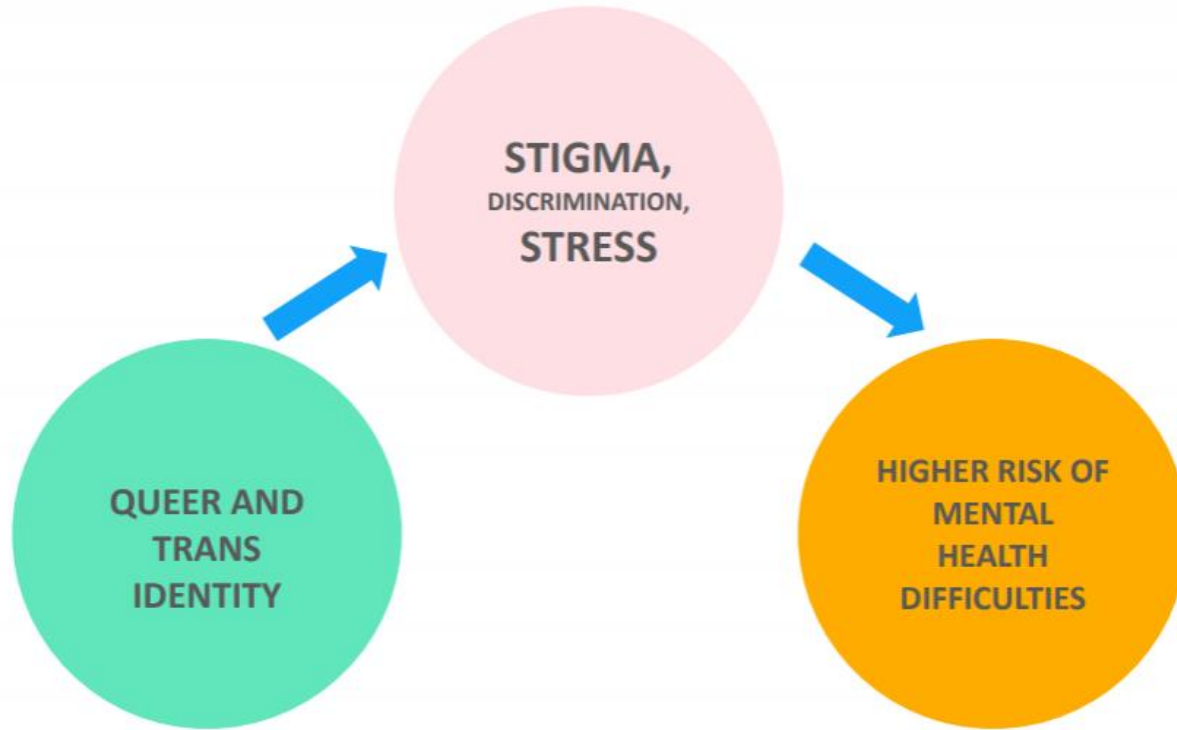 STIGMA,
DISCRIMINATION,
STRESS
QUEER AND
TRANS
IDENTITY
HIGHER RISK OF
MENTAL
HEALTH
DIFFICULTIES